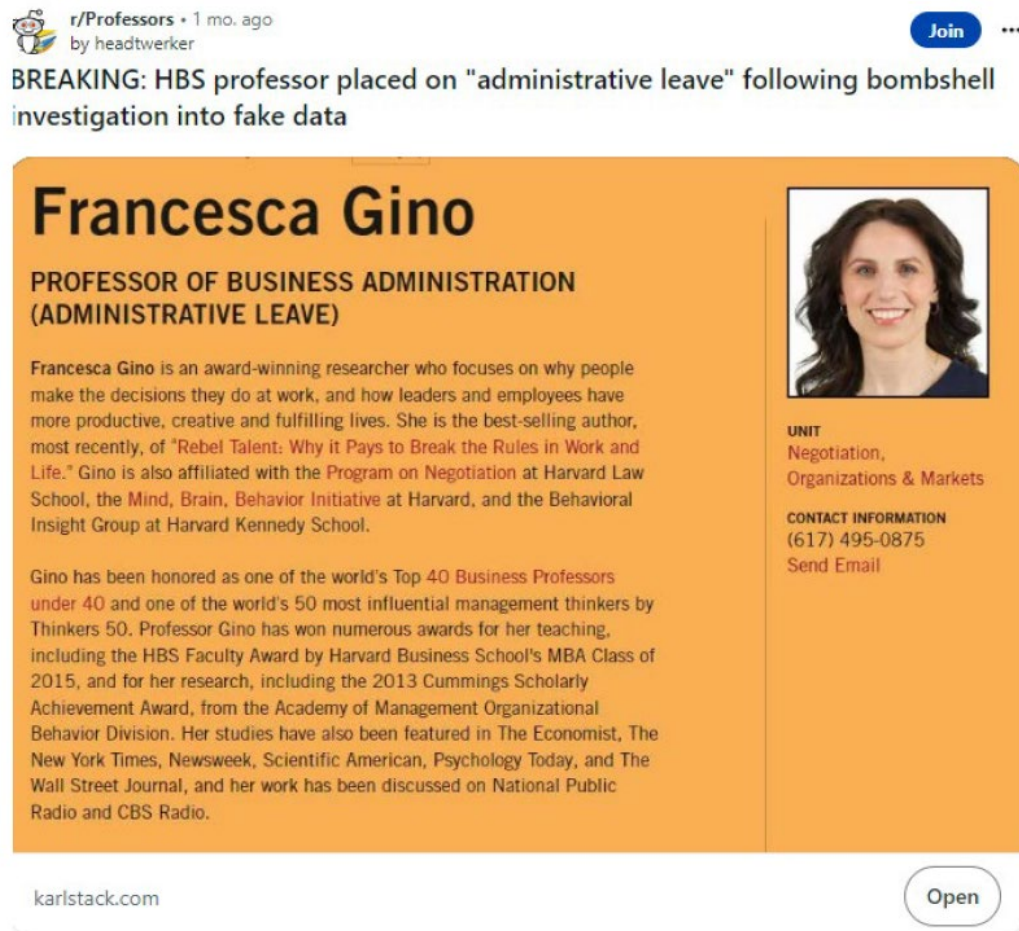 r/Professors • 1 mo. ago
by headtwerker
Join
BREAKING: HBS professor placed on "administrative leave" following bombshell
investigation into fake data
Francesca Gino
PROFESSOR OF BUSINESS ADMINISTRATION
(ADMINISTRATIVE LEAVE)
Francesca Gino is an award-winning researcher who focuses on why people
make the decisions they do at work, and how leaders and employees have
more productive, creative and fulfilling lives. She is the best-selling author,
most recently, of "Rebel Talent: Why it Pays to Break the Rules in Work and
Life." Gino is also affiliated with the Program on Negotiation at Harvard Law
School, the Mind, Brain, Behavior Initiative at Harvard, and the Behavioral
Insight Group at Harvard Kennedy School.
Gino has been honored as one of the world's Top 40 Business Professors
under 40 and one of the world's 50 most influential management thinkers by
Thinkers 50. Professor Gino has won numerous awards for her teaching,
including the HBS Faculty Award by Harvard Business School's MBA Class of
2015, and for her research, including the 2013 Cummings Scholarly
Achievement Award, from the Academy of Management Organizational
Behavior Division. Her studies have also been featured in The Economist, The
New York Times, Newsweek, Scientific American, Psychology Today, and The
Wall Street Journal, and her work has been discussed on National Public
Radio and CBS Radio.
UNIT
Negotiation,
Organizations & Markets
CONTACT INFORMATION
(617) 495-0875
Send Email
karlstack.com
Open